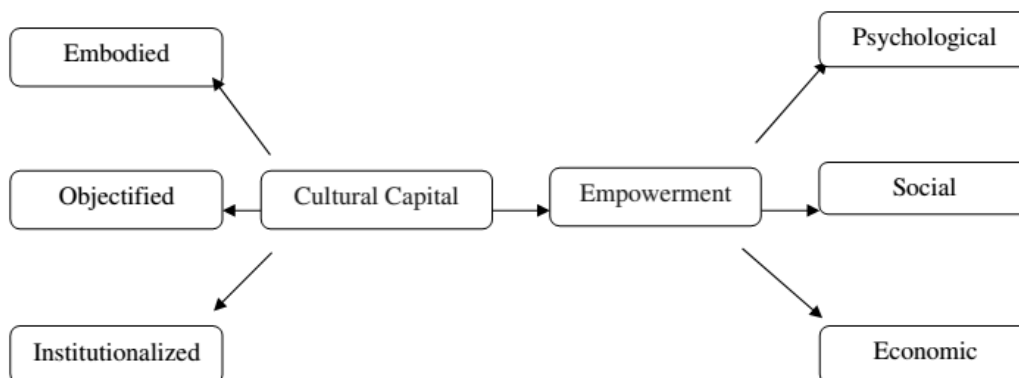 Embodied
Psychological
Objectified
Cultural Capital
Empowerment
Social
Institutionalized
Economic